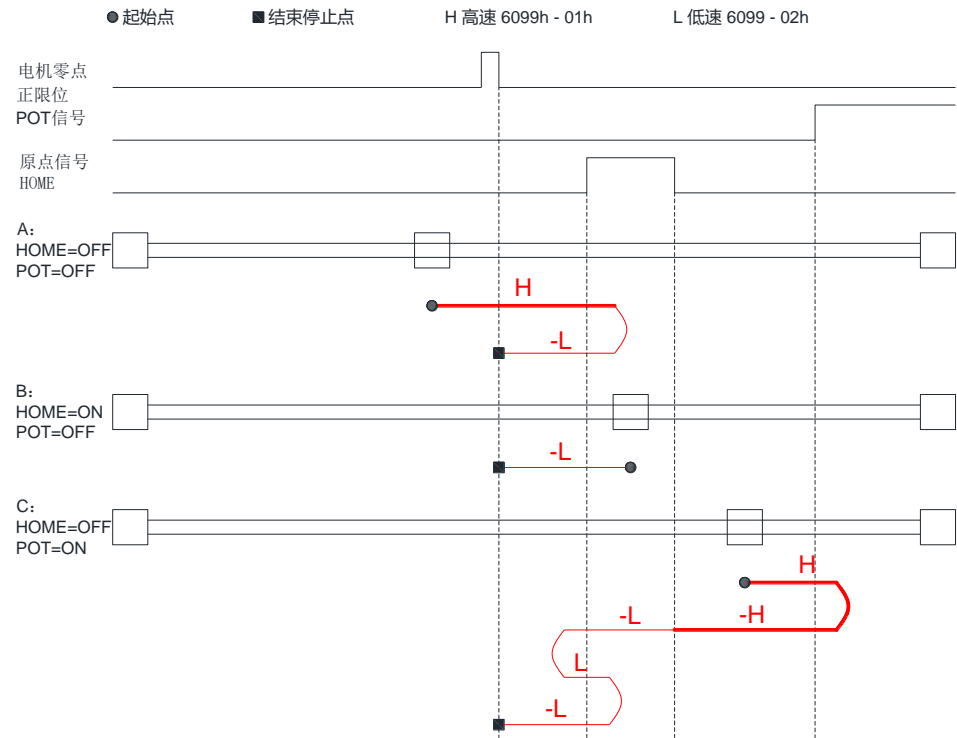 起始点 结束停止点 H 高速 6099h - 01h L 低速 6099 - 02h
电机零点
正限位
POT信号
原点信号
HOME
A:
HOME=OFF
POT=OFF
H
-L
B:
HOME=ON
POT=OFF
-L
C:
HOME=OFF
POT=ON
H
-H
-L
L
-L